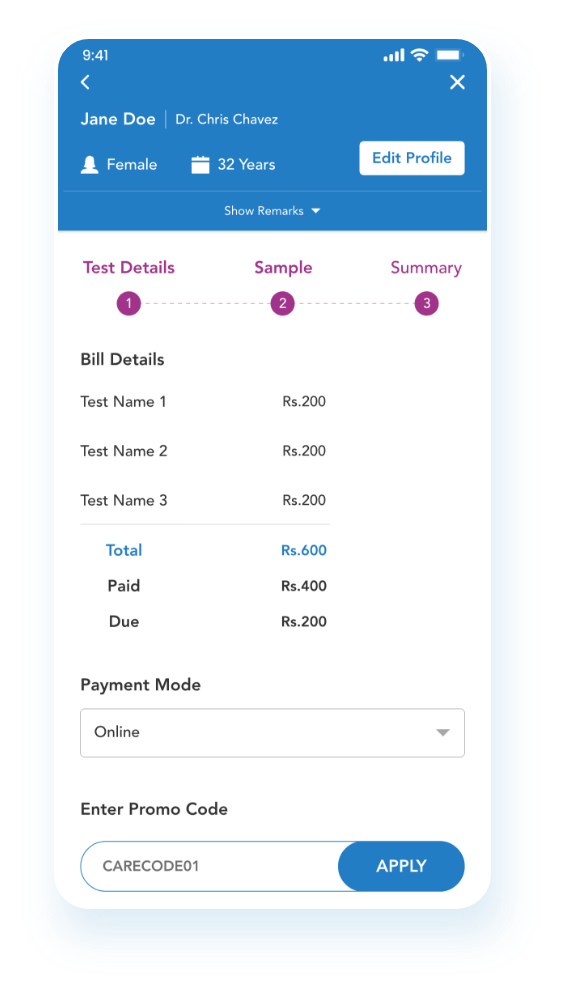 9:41
Jane Doe | Dr. Chris Chavez
Female 32 Years Edit Profile
Show Remarks
Test Details Sample Summary
1 2 3
Bill Details
Test Name 1 Rs.200
Test Name 2 Rs.200
Test Name 3 Rs.200
Total Rs.600
Paid Rs.400
Due Rs.200
Payment Mode
Online
Enter Promo Code
CARECODE01 APPLY